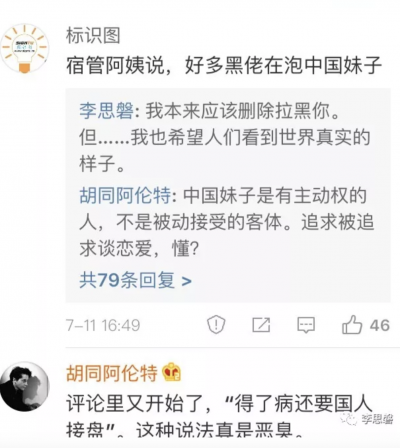 标识图
宿管阿姨说，好多黑佬在泡中国妹子
李思磐: 我本来应该删除拉黑你。
但……我也希望人们看到世界真实的
样子。
胡同阿伦特: 中国妹子是有主动权的
人，不是被动接受的客体。追求被追
求谈恋爱，懂？
共79条回复 >
7-11 16:49
46
胡同阿伦特
评论里又开始了，“得了病还要国人
接盘”。这种说法真是恶臭。
李思磐